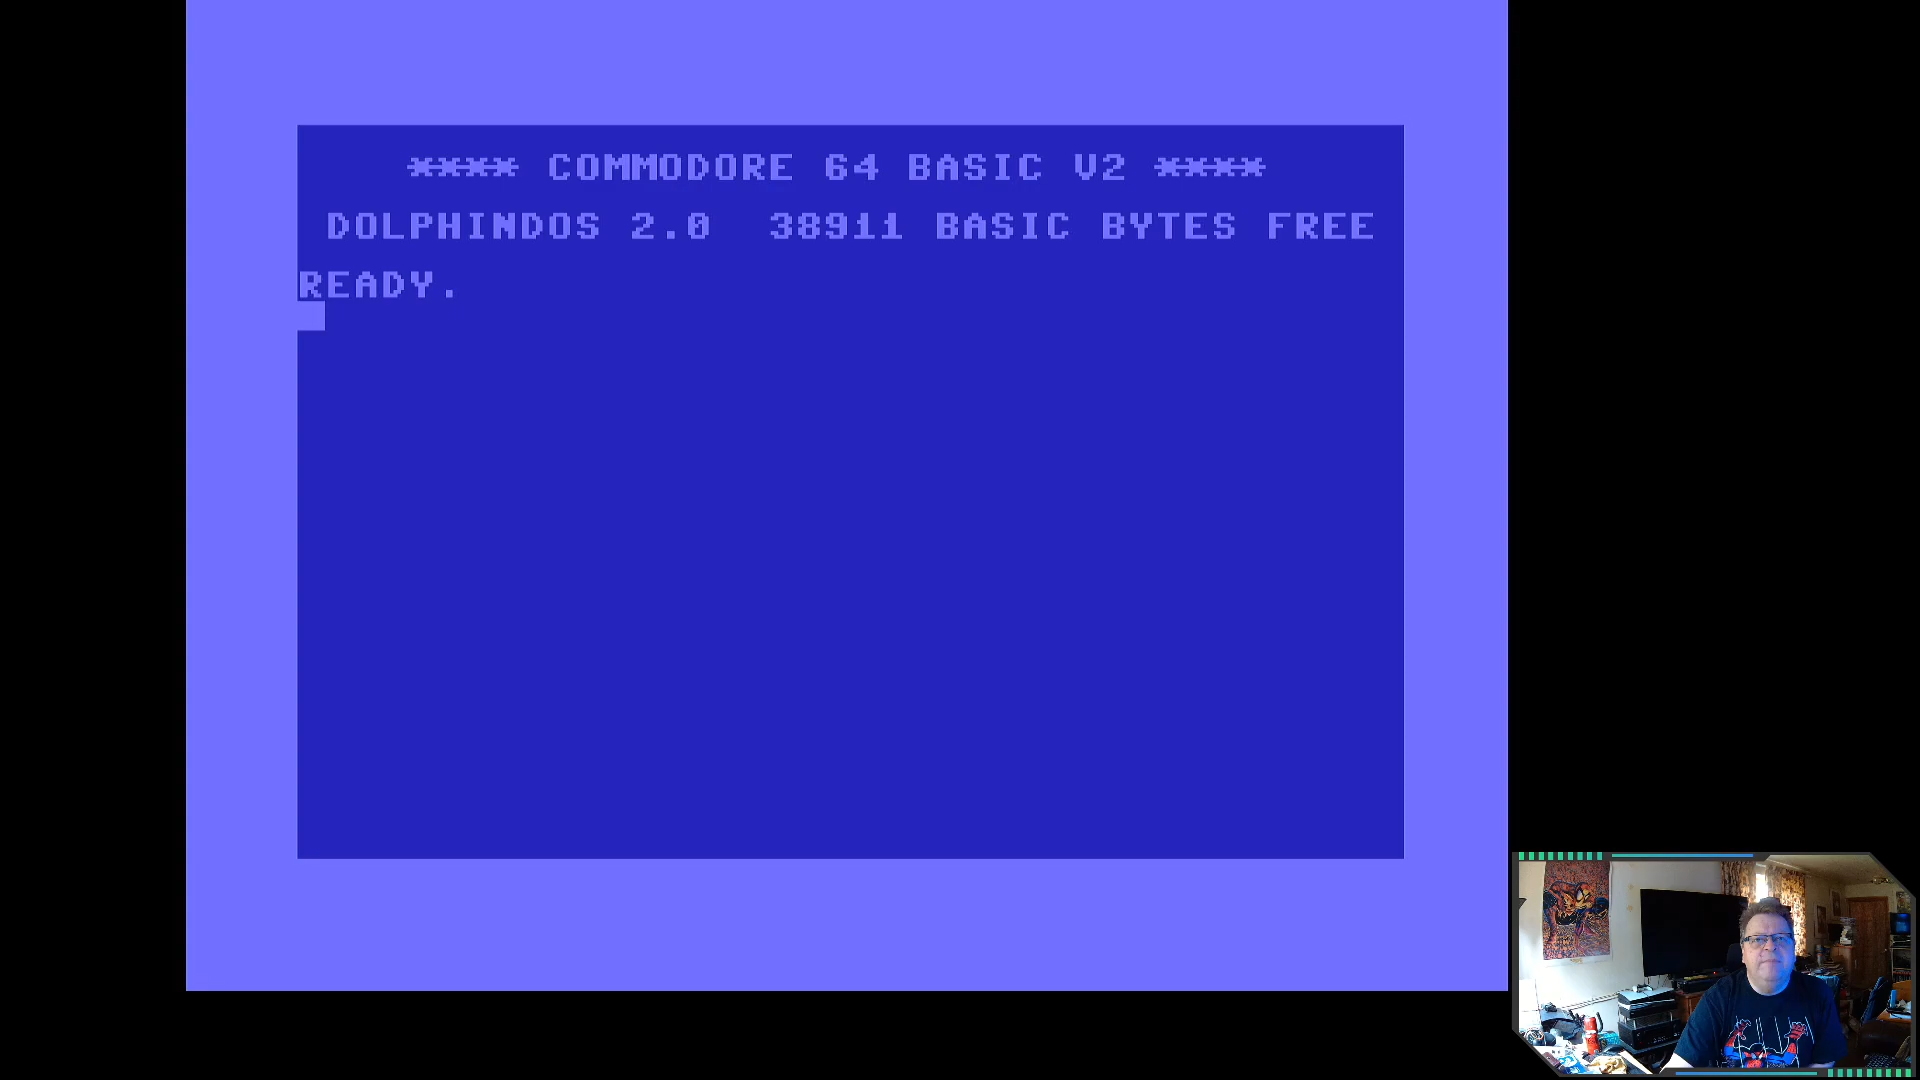 **** COMMODORE 64 BASIC V2 ****
DOLPHINDOS 2.0  38911 BASIC BYTES FREE
READY.